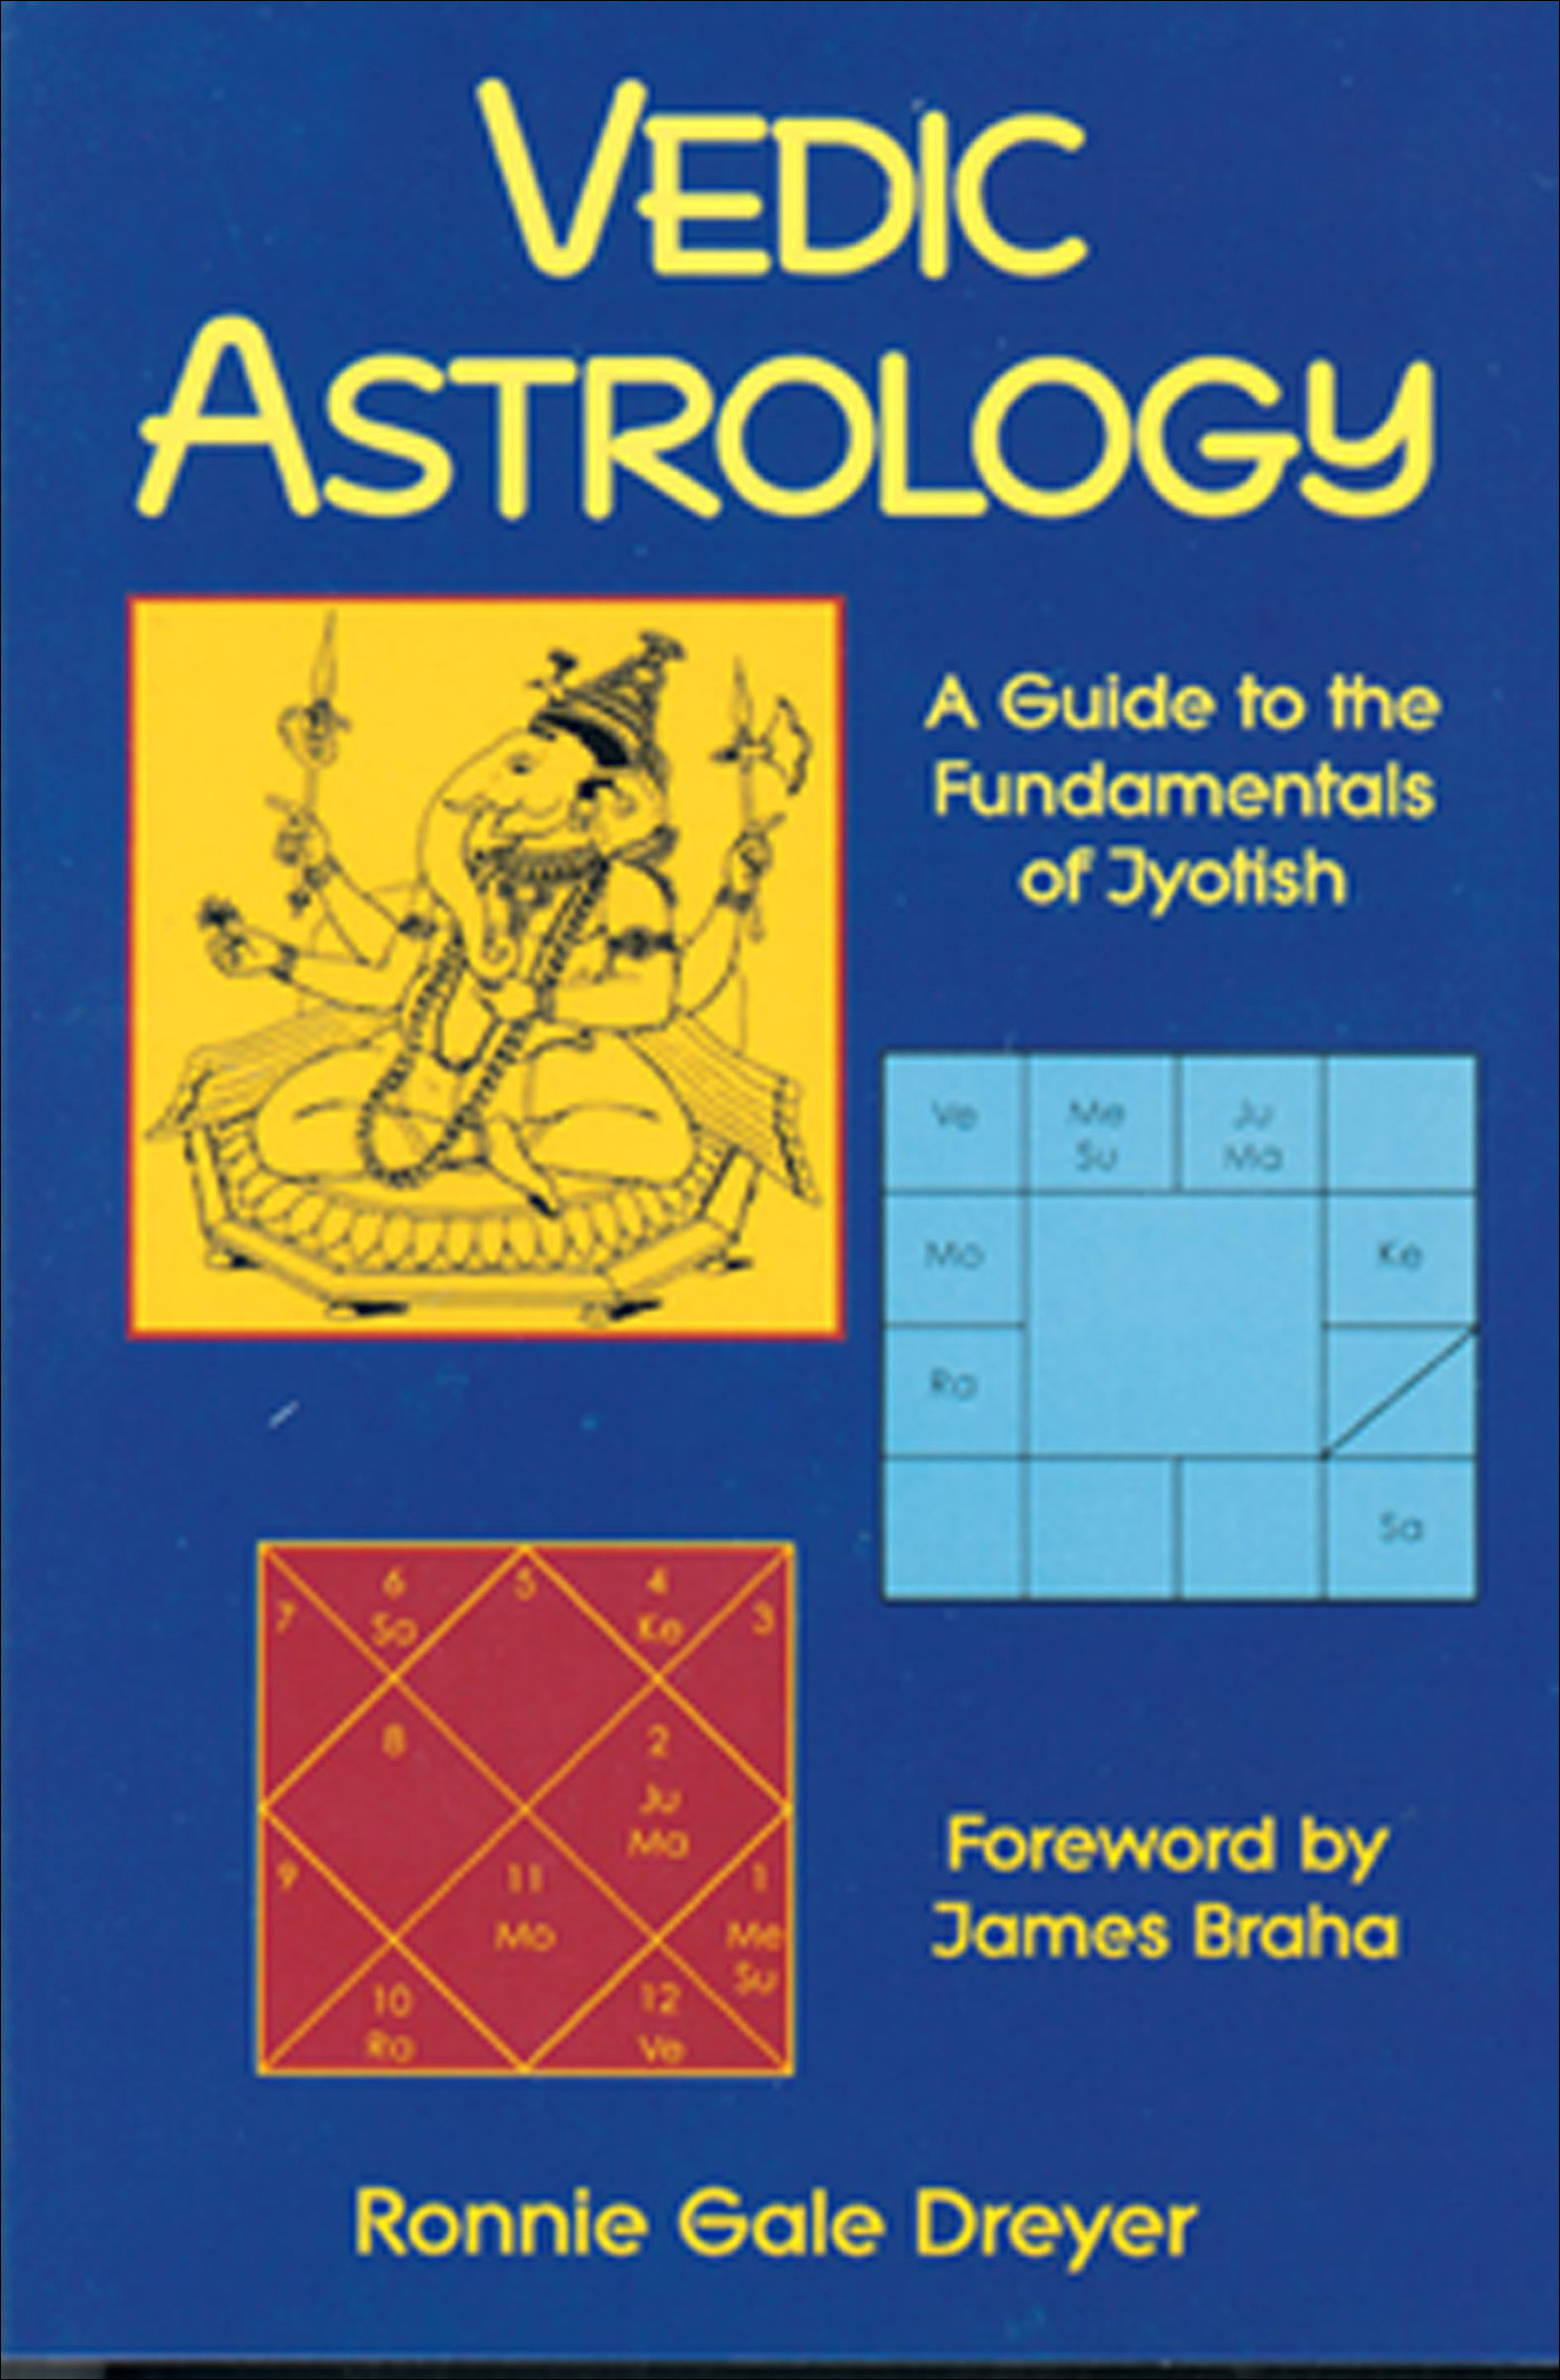 VEDIC
ASTROLOGY
A Guide to the
Fundamentals
of Jyotish
Ve
Me
Su
Ju
Ma
Mo
Ke
Ra
Sa
6
Sa
5
4
Ke
7
3
8
2
Ju
Ma
9
11
Mo
1
Me
Su
10
Ra
12
Ve
Foreword by
James Braha
Ronnie Gale Dreyer